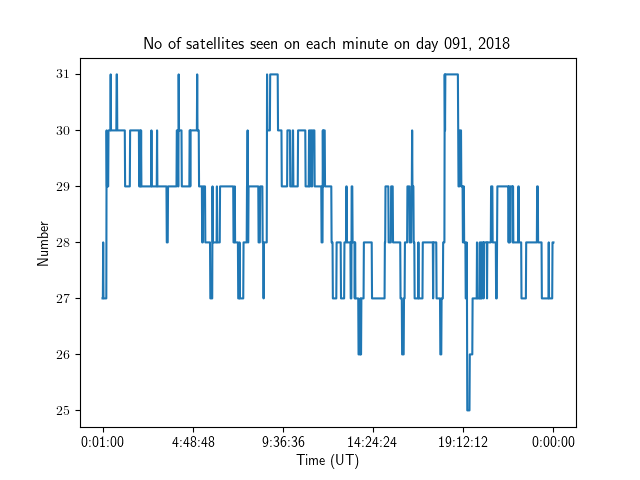 No of satellites seen on each minute on day 091, 2018
31
30
29
28
27
26
25
Number
0:01:00 4:48:48 9:36:36 14:24:24 19:12:12 0:00:00
Time (UT)